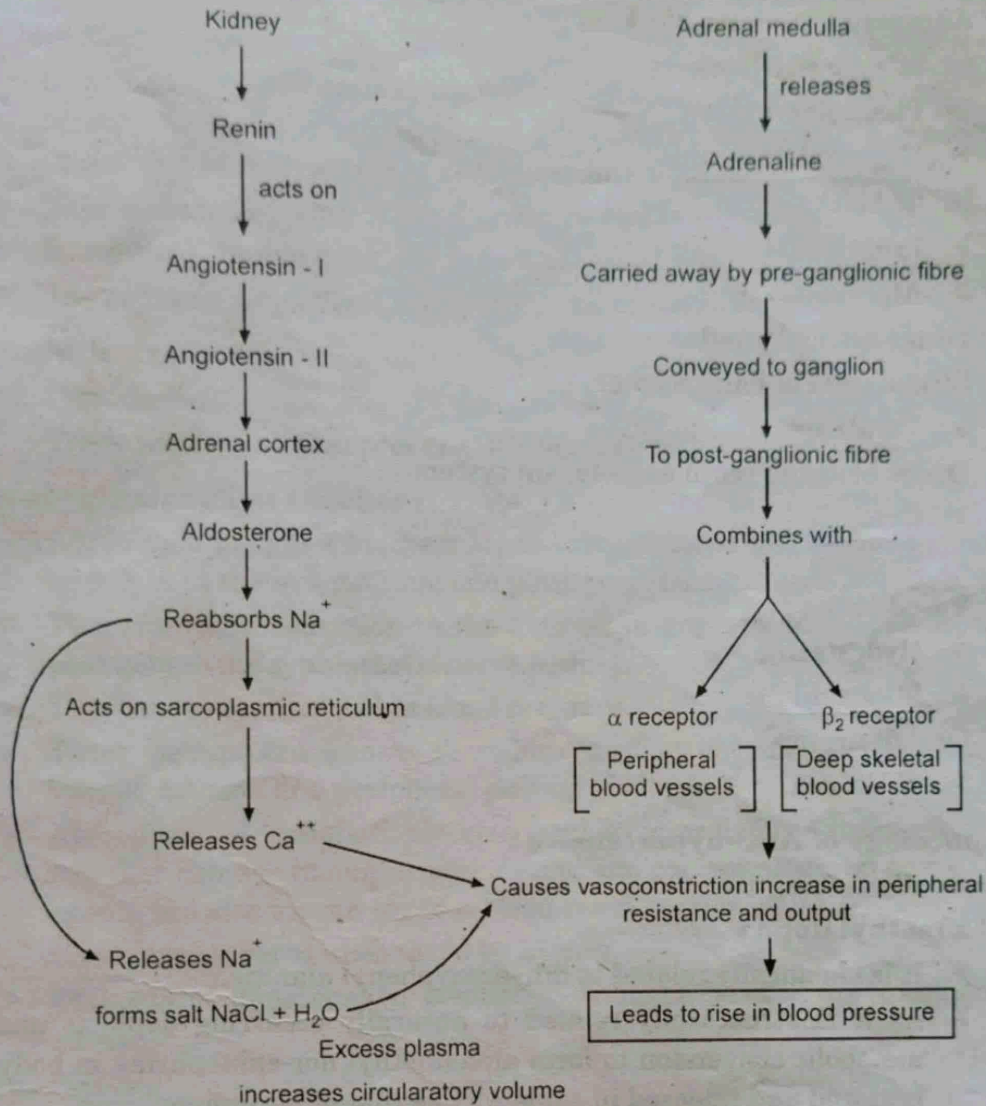 Kidney
Renin
acts on
Angiotensin - I
Angiotensin - II
Adrenal cortex
Aldosterone
Reabsorbs Na+
Acts on sarcoplasmic reticulum
Releases Ca++
Releases Na+
forms salt NaCl + H2O
Excess plasma
increases circularatory volume
Adrenal medulla
releases
Adrenaline
Carried away by pre-ganglionic fibre
Conveyed to ganglion
To post-ganglionic fibre
Combines with
α receptor
β2 receptor
Peripheral
blood vessels
Deep skeletal
blood vessels
Causes vasoconstriction increase in peripheral
resistance and output
Leads to rise in blood pressure